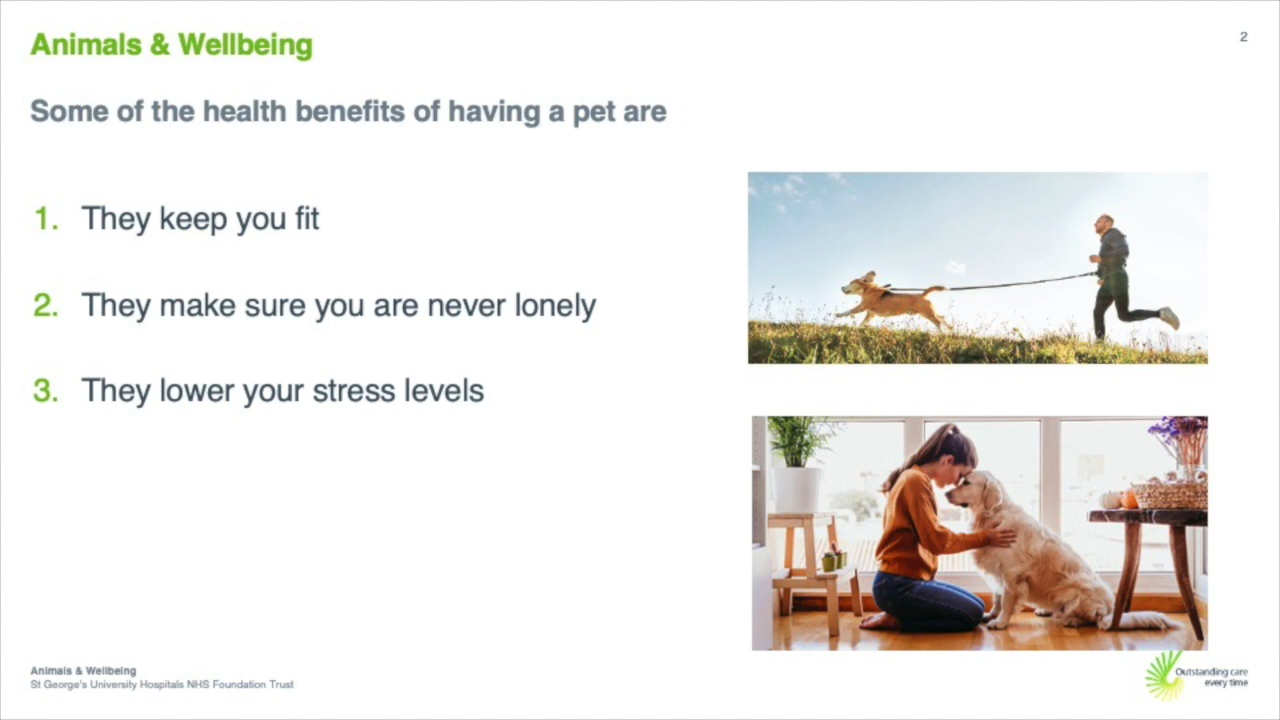 Animals & Wellbeing
2
Some of the health benefits of having a pet are
1. They keep you fit
2. They make sure you are never lonely
3. They lower your stress levels
Animals & Wellbeing
St George's University Hospitals NHS Foundation Trust
Outstanding care
every time